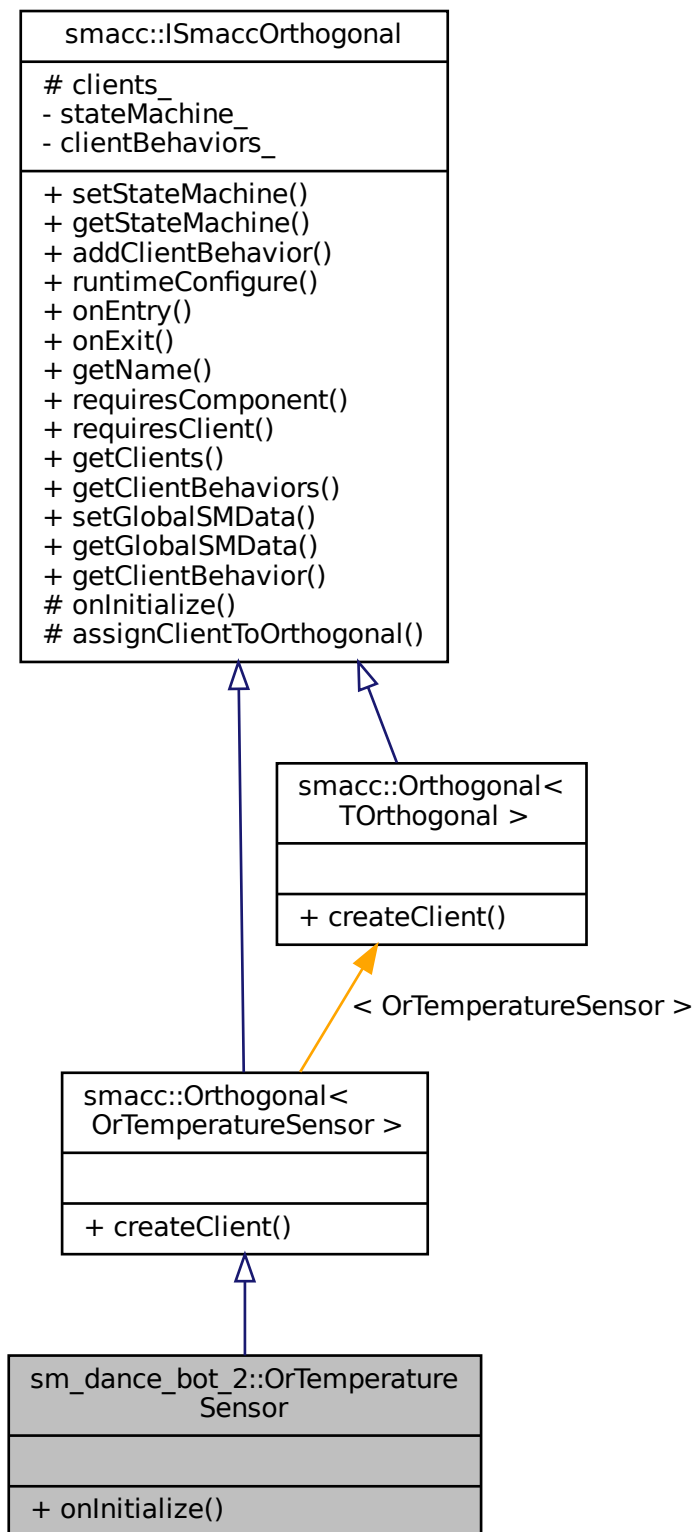 smacc::ISmaccOrthogonal
# clients_
- stateMachine_
- clientBehaviors_
+ setStateMachine()
+ getStateMachine()
+ addClientBehavior()
+ runtimeConfigure()
+ onEntry()
+ onExit()
+ getName()
+ requiresComponent()
+ requiresClient()
+ getClients()
+ getClientBehaviors()
+ setGlobalSMData()
+ getGlobalSMData()
+ getClientBehavior()
# onInitialize()
# assignClientToOrthogonal()
smacc::Orthogonal<
TOrthogonal >
+ createClient()
< OrTemperatureSensor >
smacc::Orthogonal<
OrTemperatureSensor >
+ createClient()
sm_dance_bot_2::OrTemperature
Sensor
+ onInitialize()